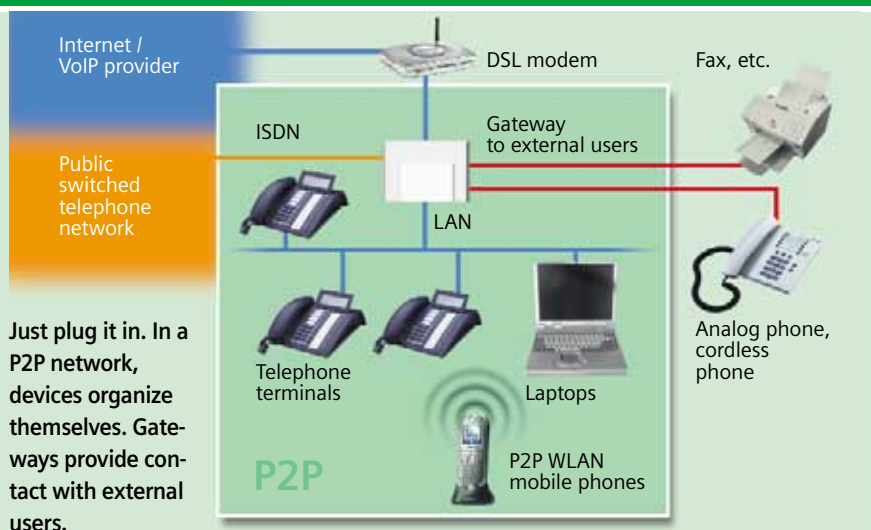 Internet /
VoIP provider
DSL modem
Fax, etc.
ISDN
Gateway
to external users
Public
switched
telephone
network
LAN
Just plug it in. In a
P2P network,
devices organize
themselves. Gate-
ways provide con-
tact with external
users.
Telephone
terminals
Laptops
Analog phone,
cordless
phone
P2P
P2P WLAN
mobile phones